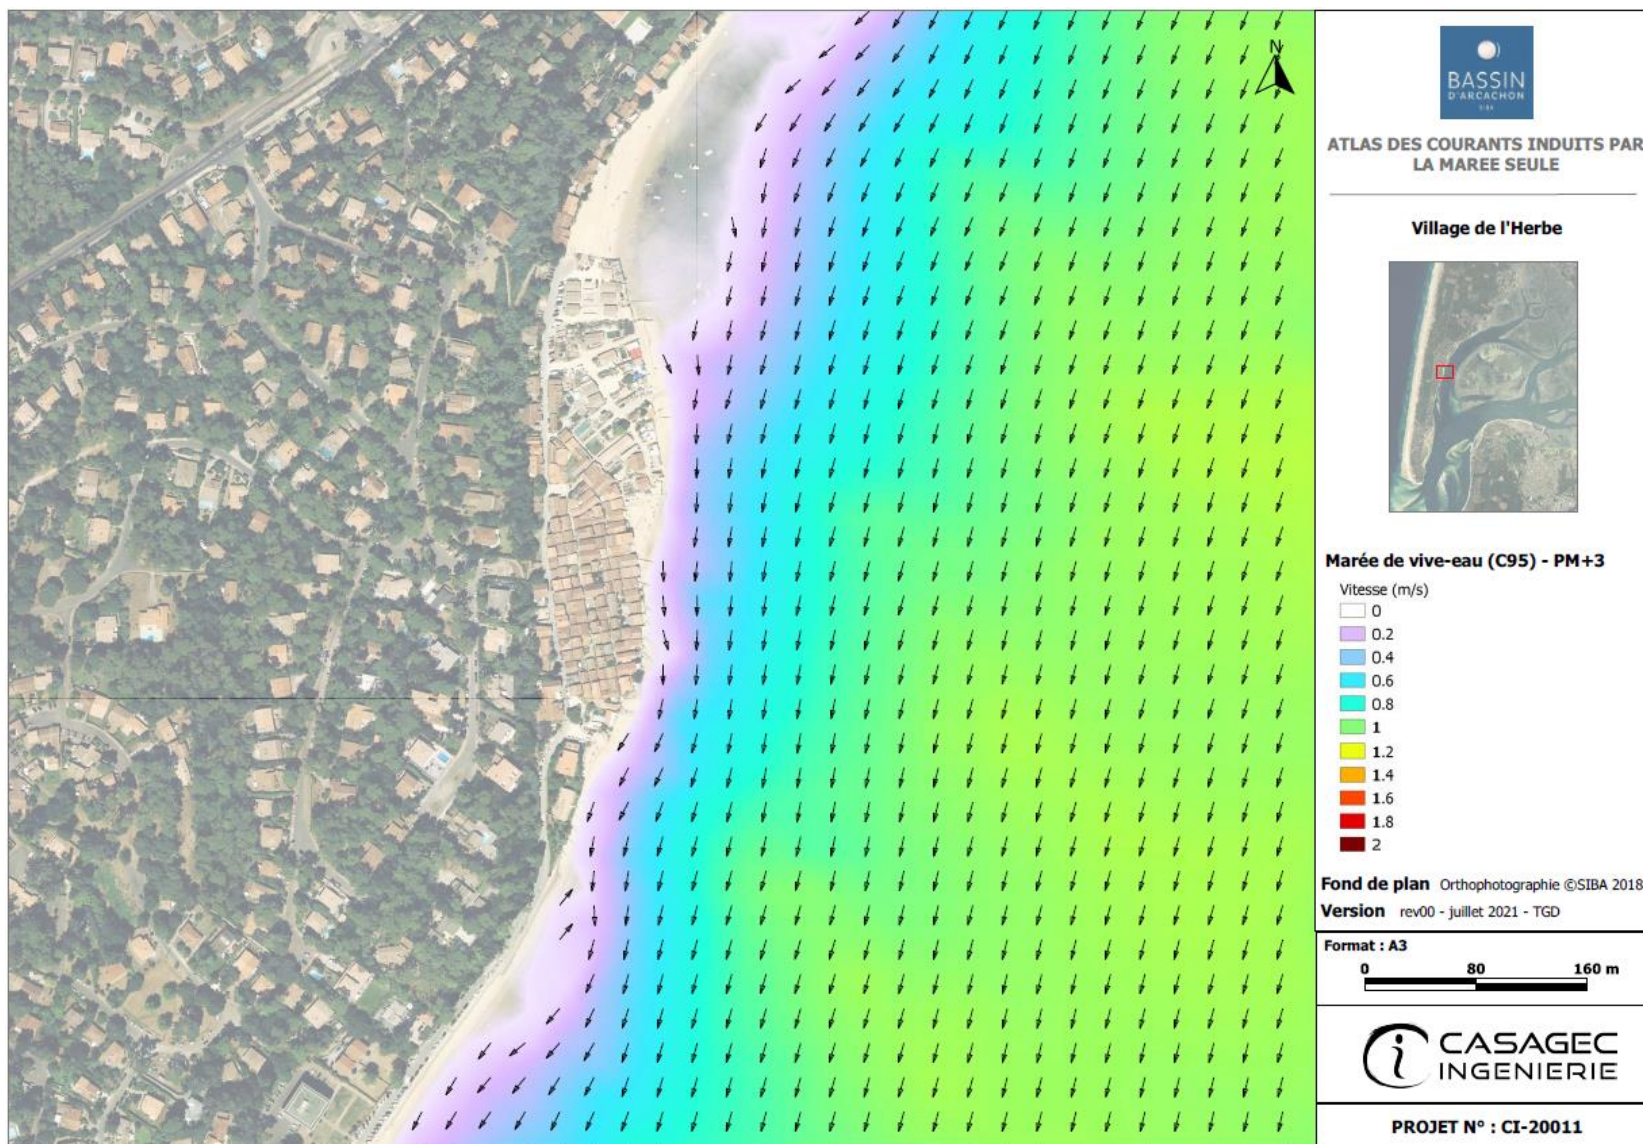 N
BASSIN
D'ARCACHON
SIBA
ATLAS DES COURANTS INDUITS PAR
LA MAREE SEULE
Village de l'Herbe
Marée de vive-eau (C95) - PM+3
Vitesse (m/s)
0
0.2
0.4
0.6
0.8
1
1.2
1.4
1.6
1.8
2
Fond de plan Orthophotographie ©SIBA 2018
Version rev00 - juillet 2021 - TGD
Format : A3
0 80 160 m
CASAGEC
INGENIERIE
PROJET N° : CI-20011